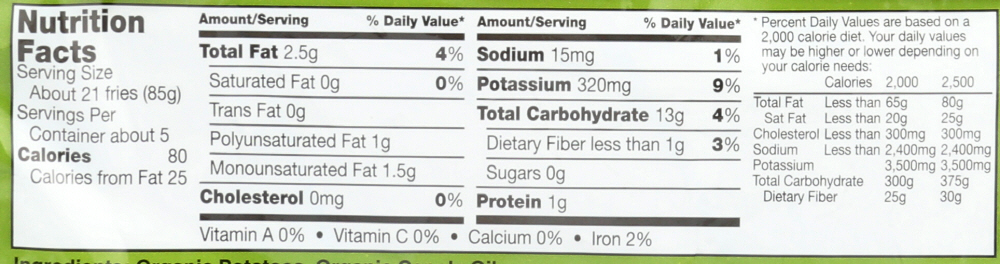 Nutrition
Facts
Serving Size
About 21 fries (85g)
Servings Per
Container about 5
Calories 80
Calories from Fat 25
Amount/Serving % Daily Value*
Total Fat 2.5g 4%
Saturated Fat 0g 0%
Trans Fat 0g
Polyunsaturated Fat 1g
Monounsaturated Fat 1.5g
Cholesterol 0mg 0%
Amount/Serving % Daily Value*
Sodium 15mg 1%
Potassium 320mg 9%
Total Carbohydrate 13g 4%
Dietary Fiber less than 1g 3%
Sugars 0g
Protein 1g
Vitamin A 0% • Vitamin C 0% • Calcium 0% • Iron 2%
* Percent Daily Values are based on a
2,000 calorie diet. Your daily values
may be higher or lower depending on
your calorie needs:
Calories 2,000 2,500
Total Fat Less than 65g 80g
Sat Fat Less than 20g 25g
Cholesterol Less than 300mg 300mg
Sodium Less than 2,400mg 2,400mg
Potassium 3,500mg 3,500mg
Total Carbohydrate 300g 375g
Dietary Fiber 25g 30g